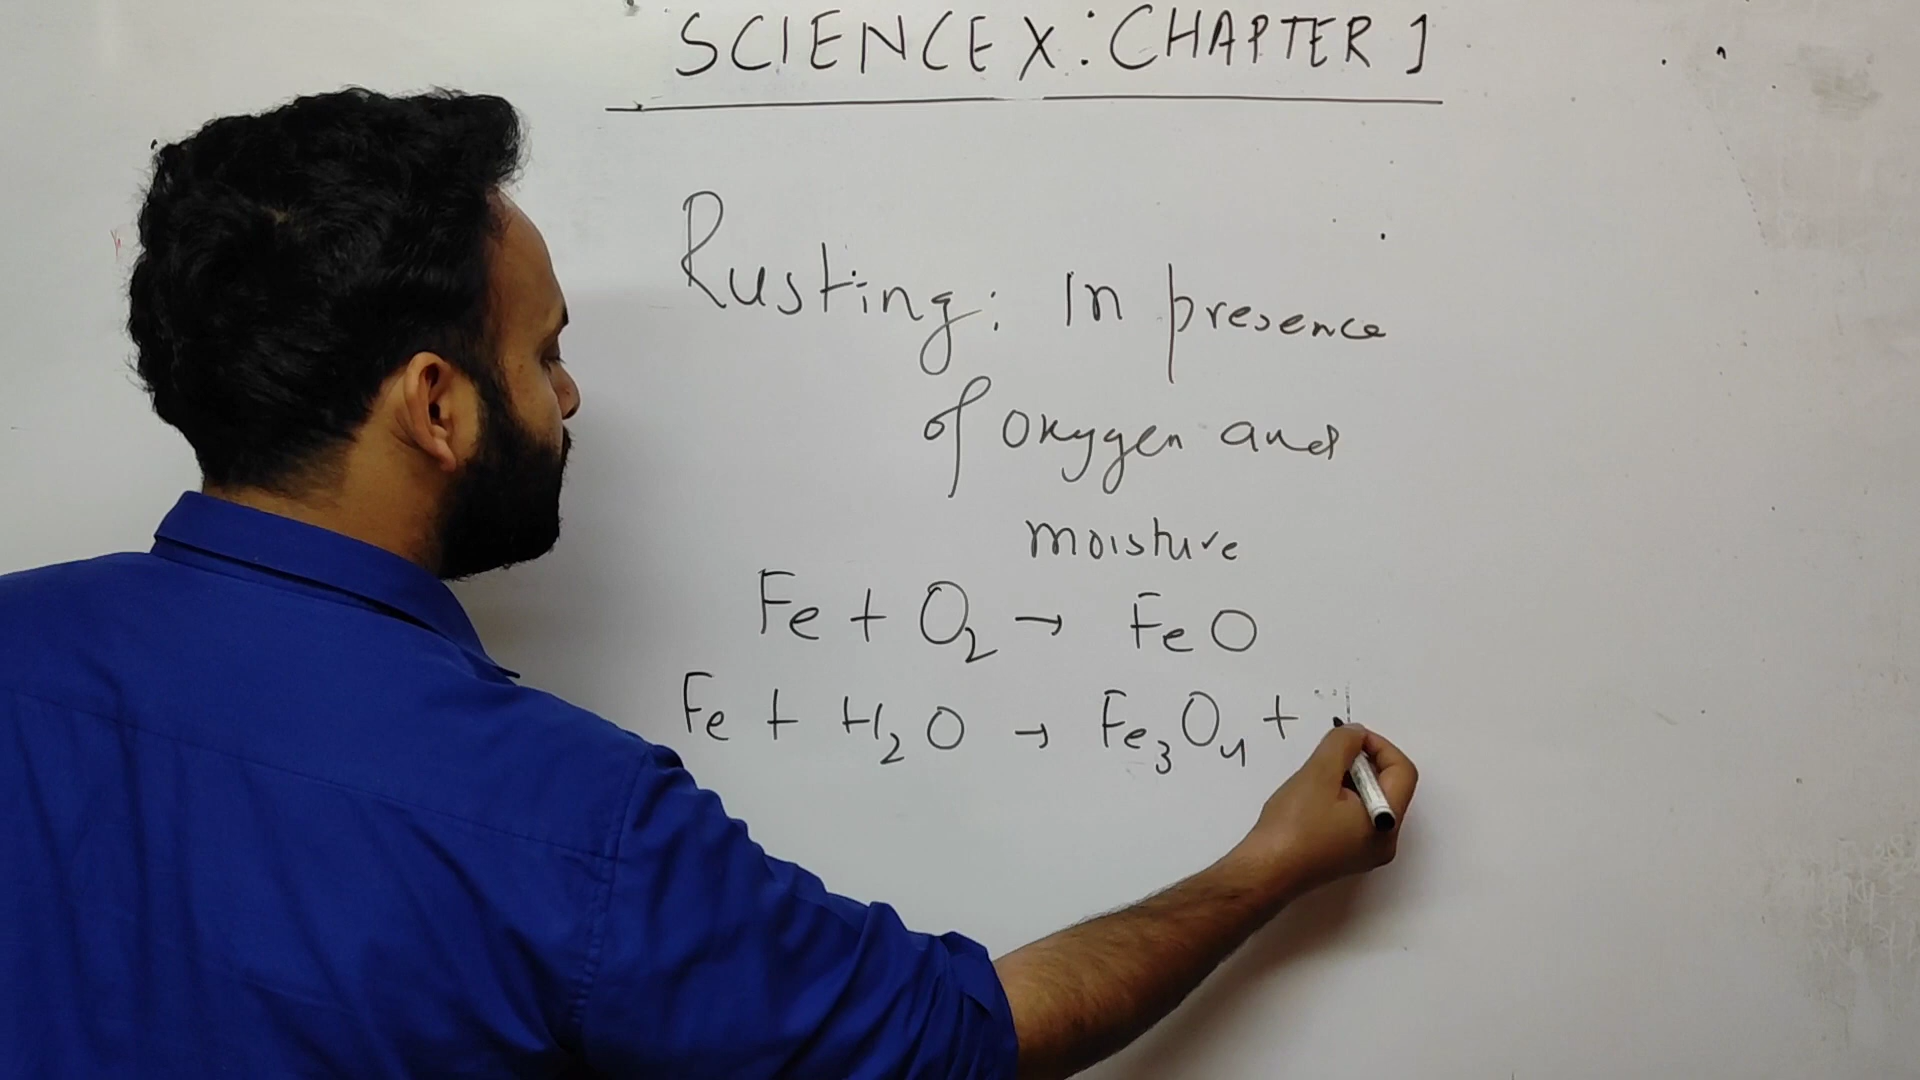 SCIENCE X: CHAPTER 1
Rusting: In presence
of oxygen and
moisture
Fe + O₂ → FeO
Fe + H₂O → Fe₃O₄ +